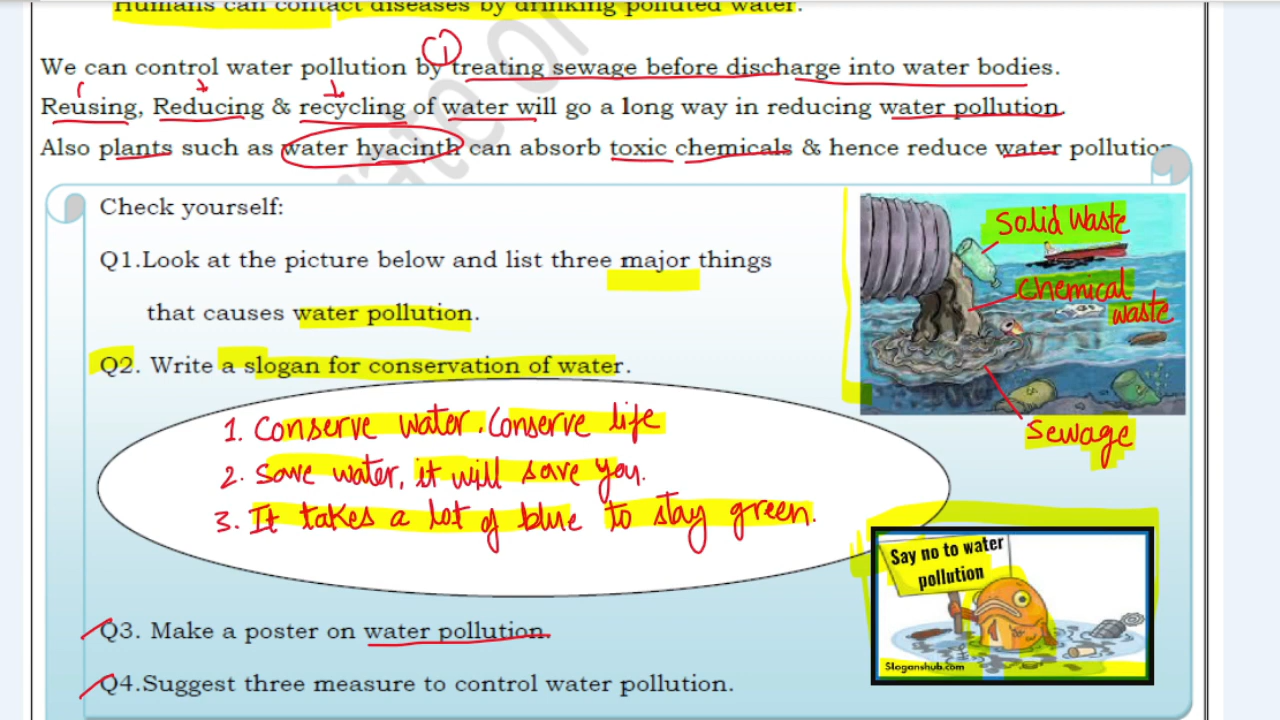 Humans can contact diseases by drinking polluted water.
1
We can control water pollution by treating sewage before discharge into water bodies.
Reusing, Reducing & recycling of water will go a long way in reducing water pollution.
Also plants such as water hyacinth can absorb toxic chemicals & hence reduce water pollution
Check yourself:
Q1.Look at the picture below and list three major things
that causes water pollution.
Solid Waste
Chemical
waste
Sewage
Q2. Write a slogan for conservation of water.
1. Conserve water. Conserve life
2. Save water, it will save you.
3. It takes a lot of blue to stay green.
Say no to water
pollution
Sloganshub.com
Q3. Make a poster on water pollution.
Q4.Suggest three measure to control water pollution.